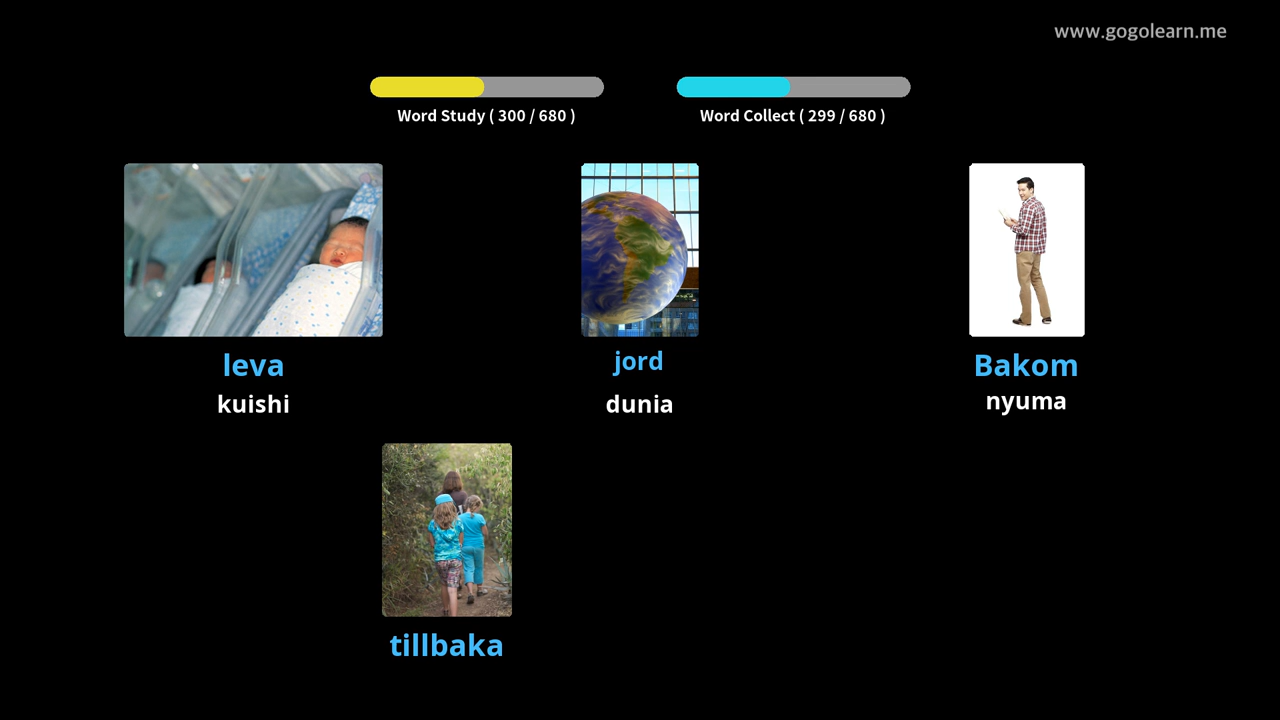 www.gogolearn.me
Word Study ( 300 / 680 )
Word Collect ( 299 / 680 )
leva
kuishi
jord
dunia
Bakom
nyuma
tillbaka